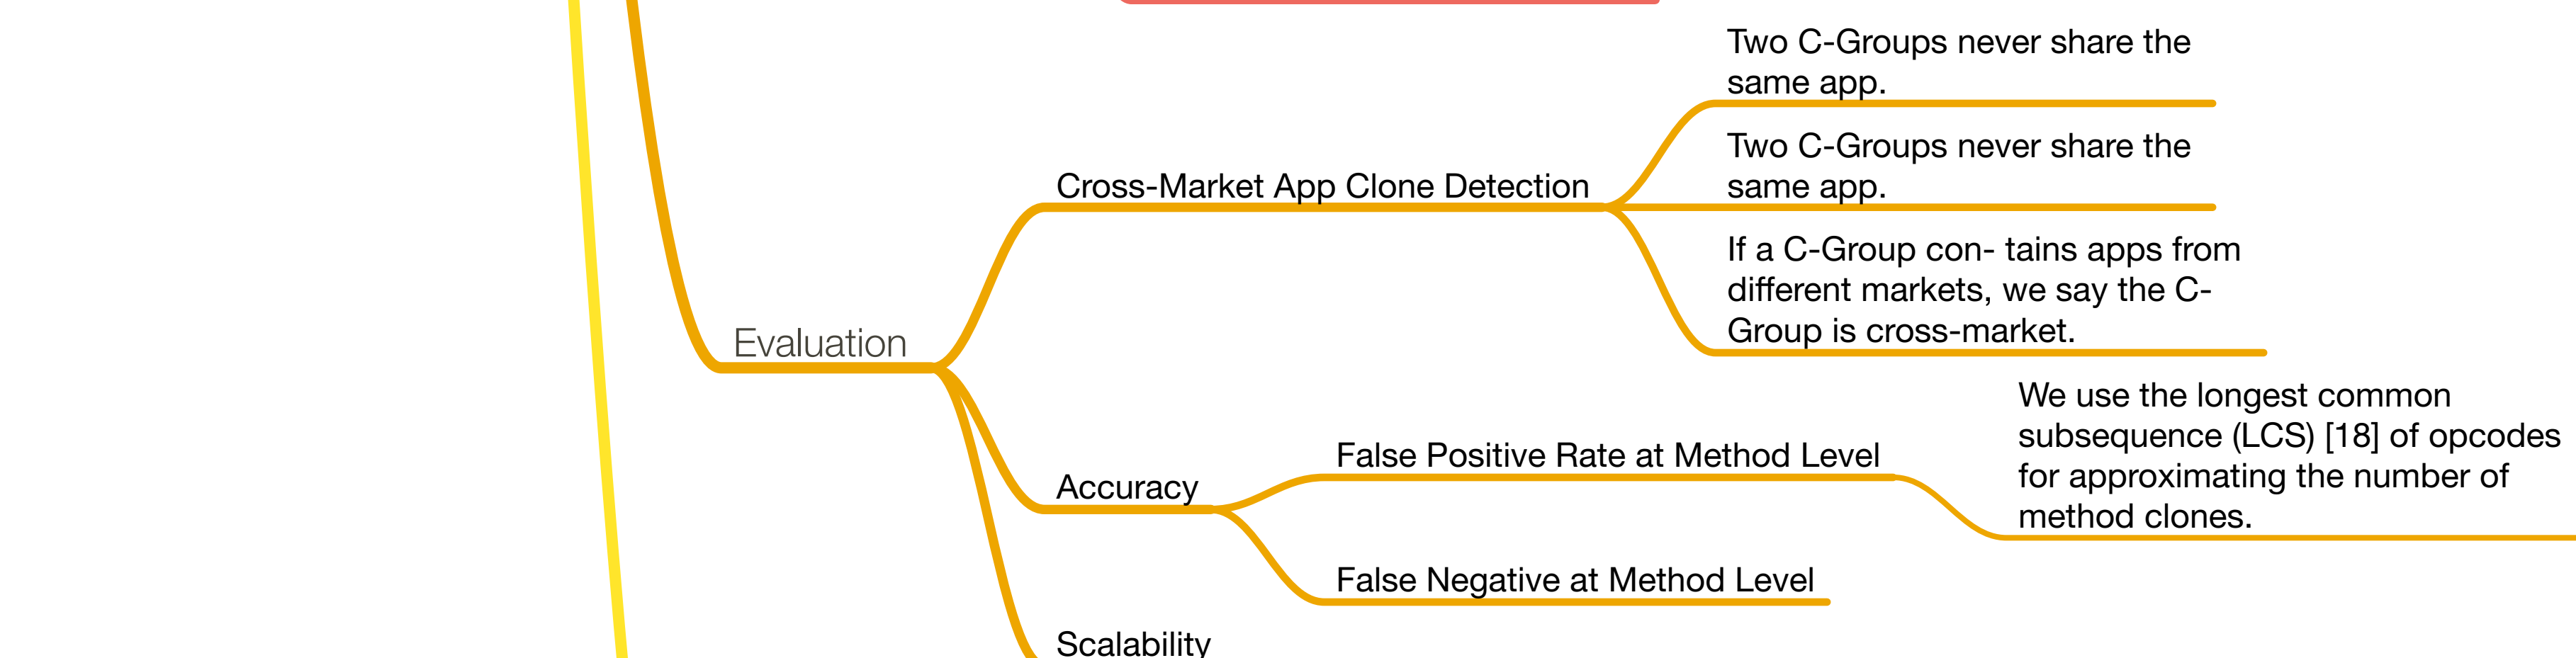 Two C-Groups never share the
same app.
Two C-Groups never share the
same app.
Cross-Market App Clone Detection
If a C-Group con- tains apps from
different markets, we say the C-
Group is cross-market.
Evaluation
We use the longest common
subsequence (LCS) [18] of opcodes
for approximating the number of
method clones.
False Positive Rate at Method Level
Accuracy
False Negative at Method Level
Scalability